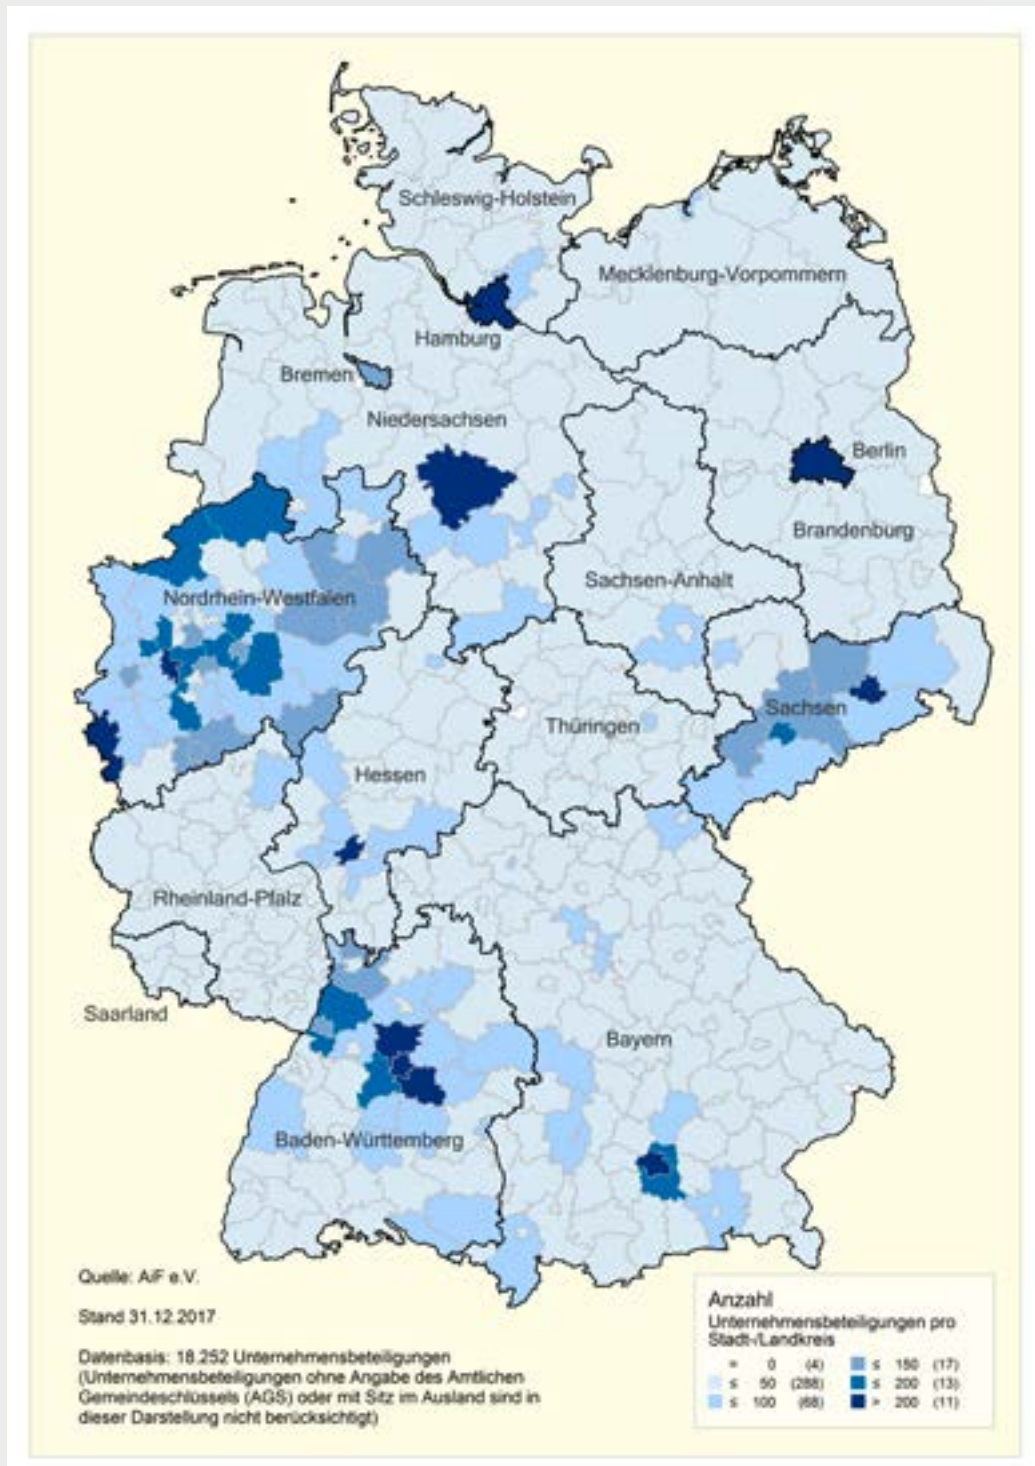 Schleswig-Holstein
Mecklenburg-Vorpommern
Hamburg
Bremen
Niedersachsen
Berlin
Brandenburg
Sachsen-Anhalt
Nordrhein-Westfalen
Sachsen
Thüringen
Hessen
Rheinland-Pfalz
Saarland
Bayern
Baden-Württemberg
Quelle: AiF e.V.
Stand 31.12.2017
Datenbasis: 18.252 Unternehmensbeteiligungen
(Unternehmensbeteiligungen ohne Angabe des Amtlichen
Gemeindeschlüssels (AGS) oder mit Sitz im Ausland sind in
dieser Darstellung nicht berücksichtigt)
Anzahl
Unternehmensbeteiligungen pro
Stadt-/Landkreis
= 0 (4) ≤ 150 (17)
≤ 50 (288) ≤ 200 (13)
≤ 100 (68) > 200 (11)